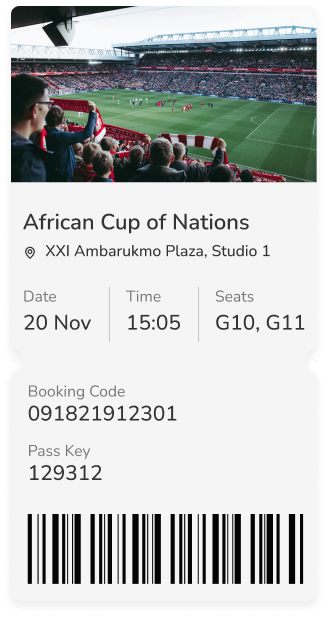 African Cup of Nations
XXI Ambarukmo Plaza, Studio 1
Date Time Seats
20 Nov 15:05 G10, G11
Booking Code
091821912301
Pass Key
129312